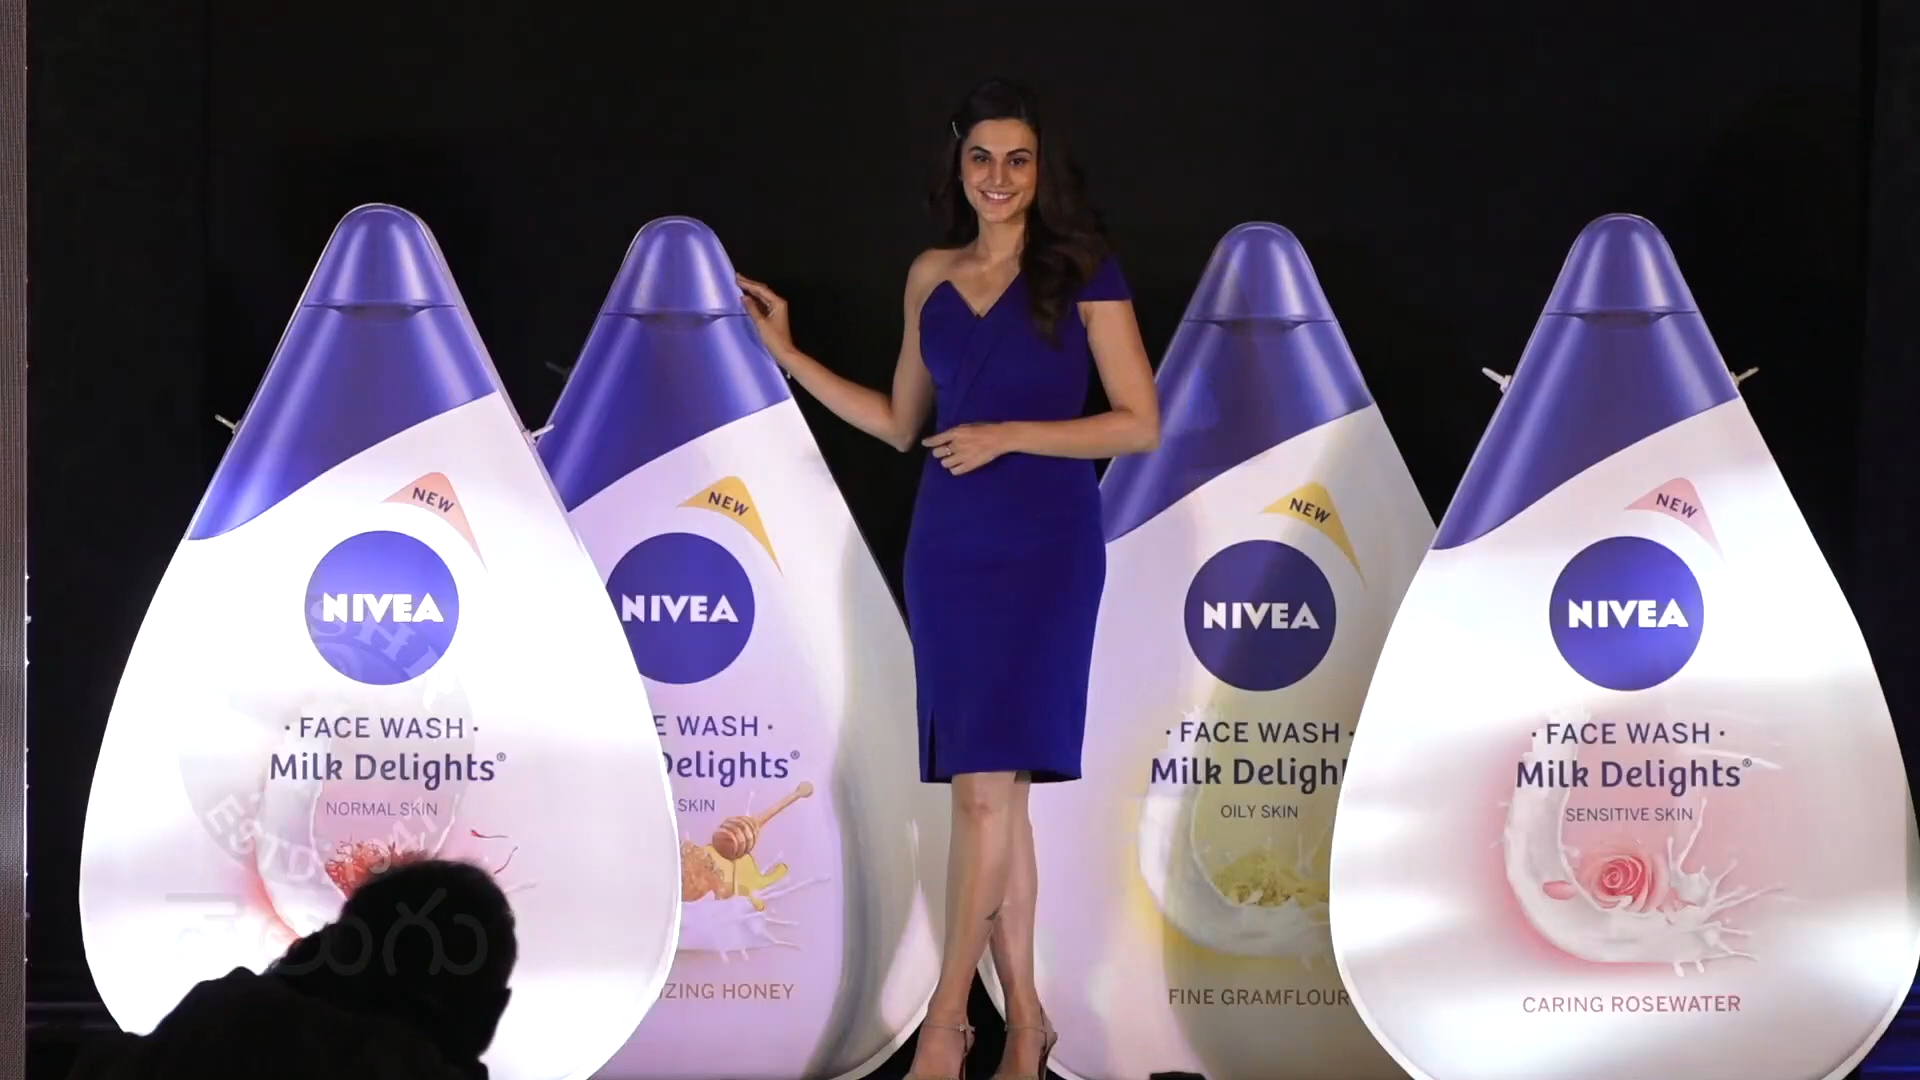 NEW
NIVEA
· FACE WASH ·
Milk Delights®
NORMAL SKIN
NEW
NIVEA
E WASH ·
Delights®
SKIN
IZING HONEY
NEW
NIVEA
· FACE WASH ·
Milk Deligh
OILY SKIN
FINE GRAMFLOUR
NEW
NIVEA
· FACE WASH ·
Milk Delights®
SENSITIVE SKIN
CARING ROSEWATER